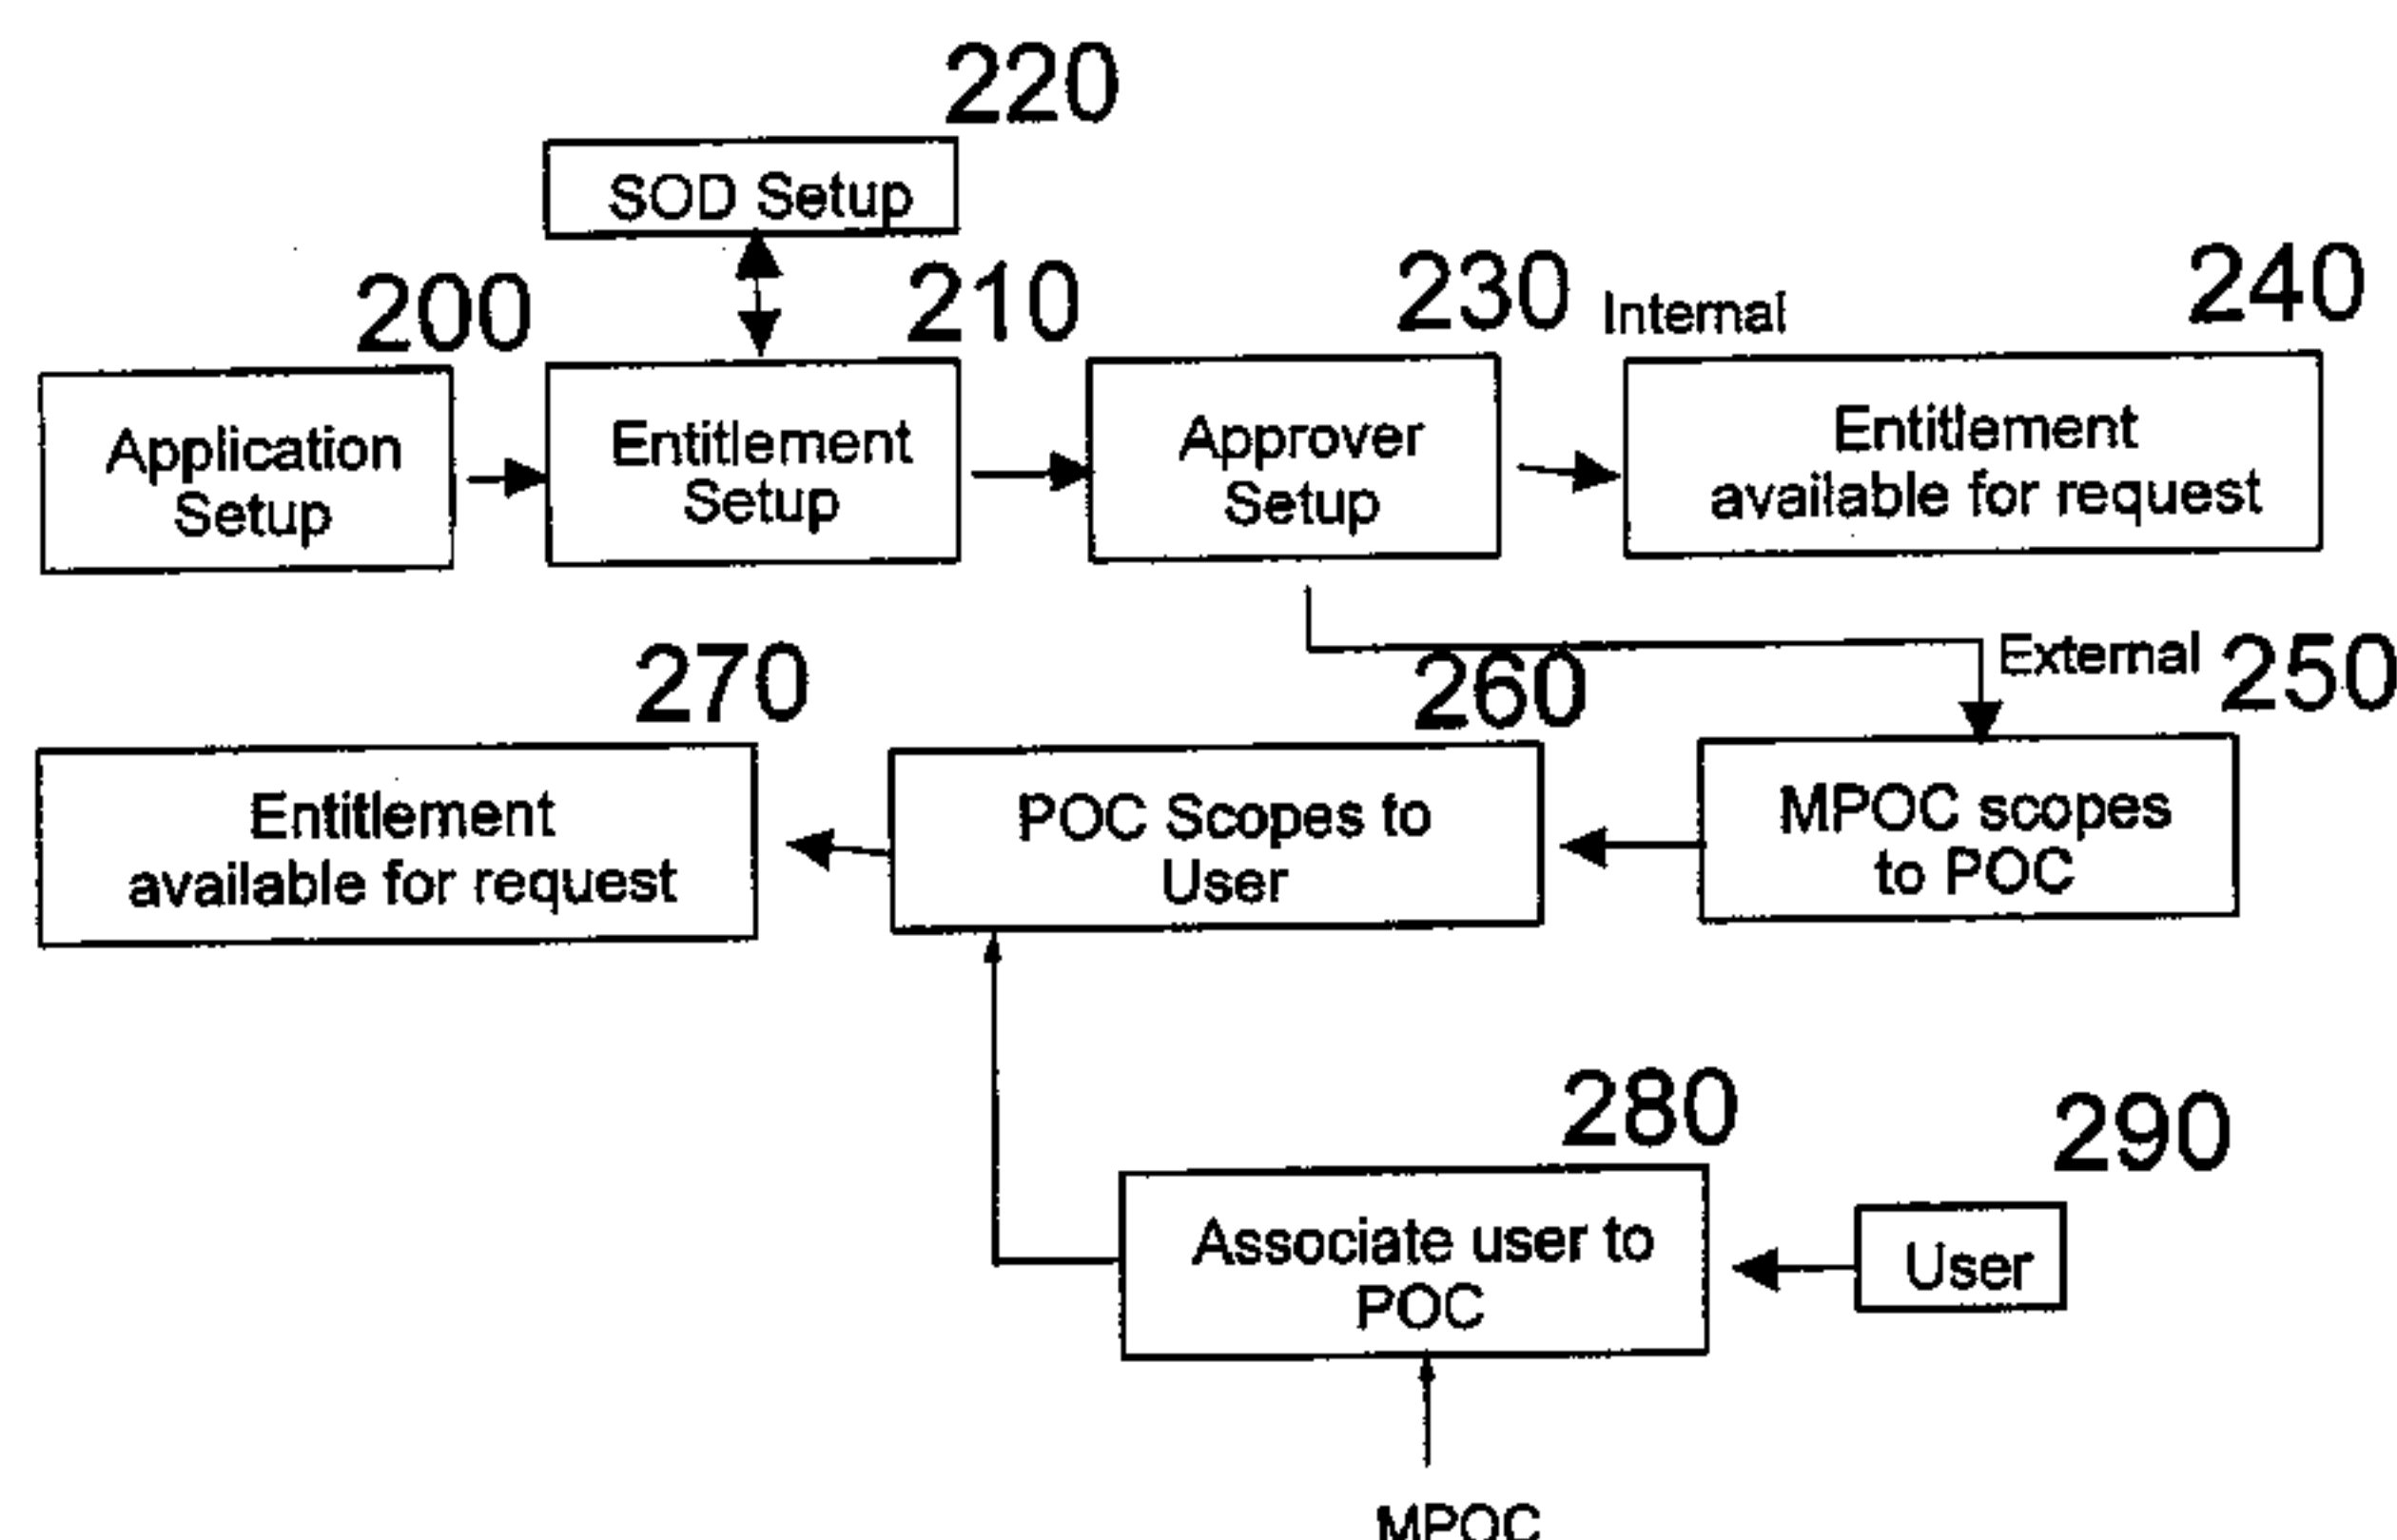 220
SOD Setup
200
210
230
Internal
240
Application
Setup
Entitlement
Setup
Approver
Setup
Entitlement
available for request
External
250
260
270
Entitlement
available for request
POC Scopes to
User
MPOC scopes
to POC
280
290
Associate user to
POC
User
MPOC